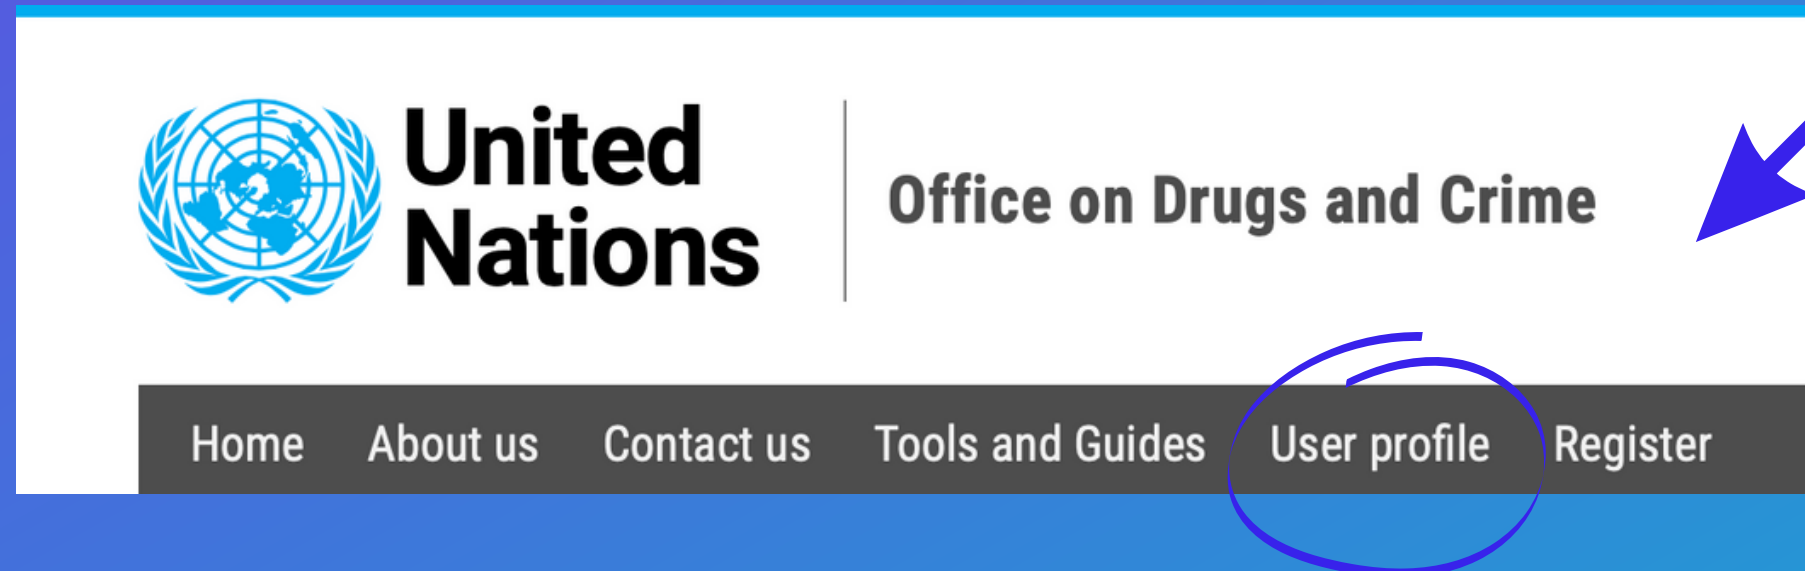 United
Nations
Office on Drugs and Crime
Home About us Contact us Tools and Guides User profile Register